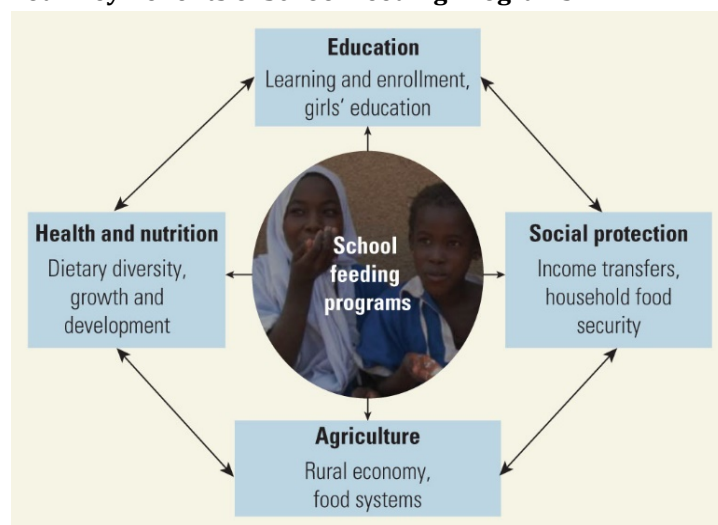 Education
Learning and enrollment,
girls' education
Health and nutrition
Dietary diversity,
growth and
development
School
feeding
programs
Social protection
Income transfers,
household food
security
Agriculture
Rural economy,
food systems